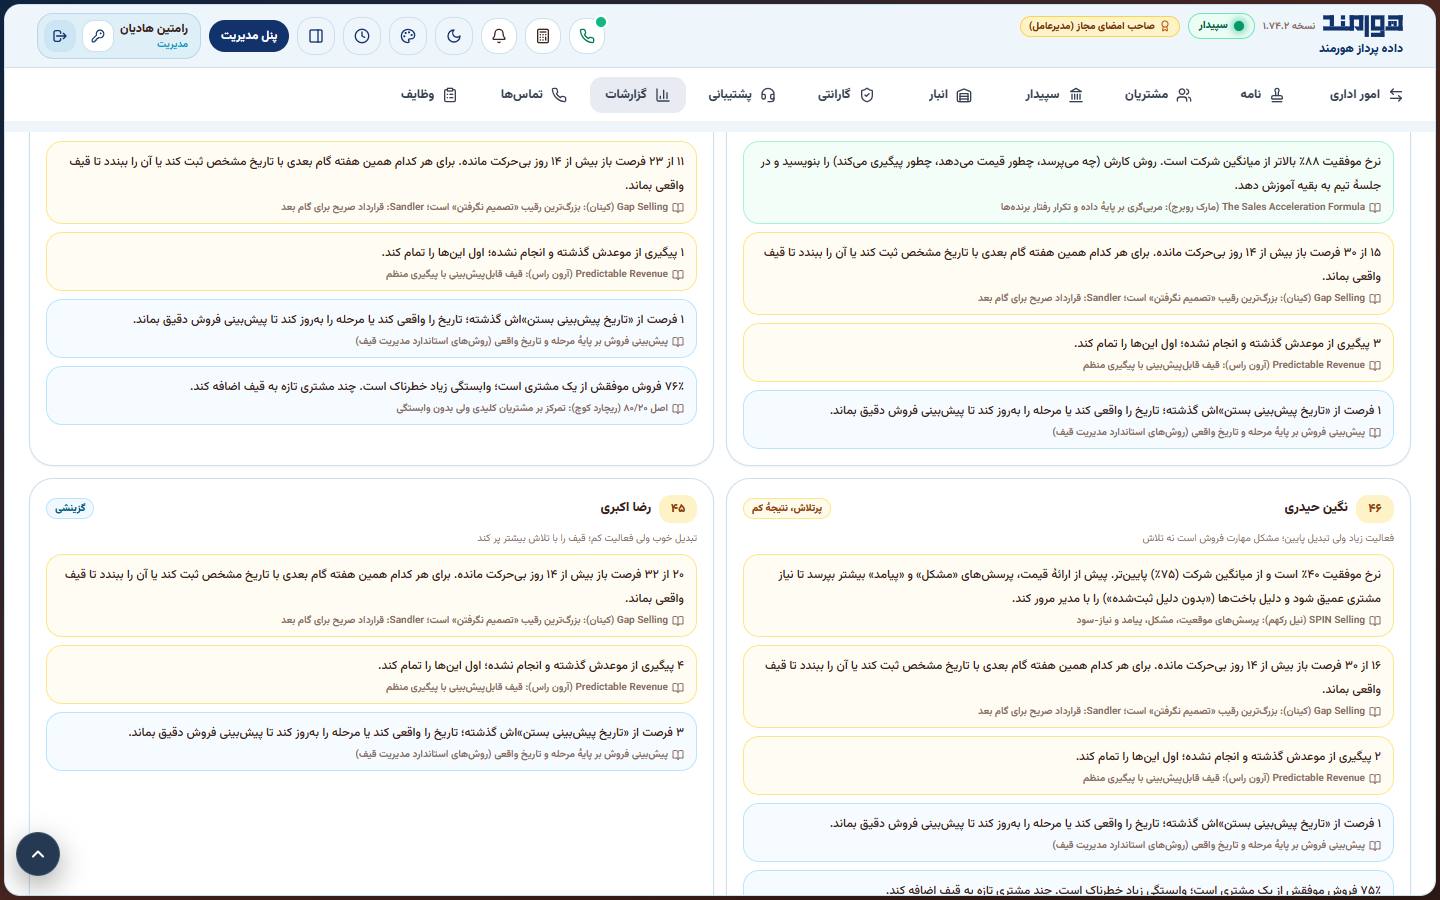 هورمند
نسخه ۱.۷۴.۲
سپیدار
صاحب امضای مجاز (مدیرعامل)
داده پرداز هورمند
پنل مدیریت
رامتین هادیان
مدیریت
امور اداری
نامه
مشتریان
سپیدار
انبار
گارانتی
پشتیبانی
گزارشات
تماس‌ها
وظایف
نرخ موفقیت ۸۸٪ بالاتر از میانگین شرکت است. روش کارش (چه می‌پرسد، چطور قیمت می‌دهد، چطور پیگیری می‌کند) را بنویسید و در
جلسهٔ تیم به بقیه آموزش دهد.
The Sales Acceleration Formula (مارک روبرج): مربی‌گری بر پایهٔ داده و تکرار رفتار برنده‌ها
۱۵ از ۳۰ فرصت باز بیش از ۱۴ روز بی‌حرکت مانده. برای هر کدام همین هفته گام بعدی با تاریخ مشخص ثبت کند یا آن را ببندد تا قیف
واقعی بماند.
Gap Selling (کینان): بزرگ‌ترین رقیب «تصمیم نگرفتن» است؛ Sandler: قرارداد صریح برای گام بعد
۳ پیگیری از موعدش گذشته و انجام نشده؛ اول این‌ها را تمام کند.
Predictable Revenue (آرون راس): قیف قابل‌پیش‌بینی با پیگیری منظم
۱ فرصت از «تاریخ پیش‌بینی بستن»اش گذشته؛ تاریخ را واقعی کند یا مرحله را به‌روز کند تا پیش‌بینی فروش دقیق بماند.
پیش‌بینی فروش بر پایهٔ مرحله و تاریخ واقعی (روش‌های استاندارد مدیریت قیف)
۱۱ از ۲۳ فرصت باز بیش از ۱۴ روز بی‌حرکت مانده. برای هر کدام همین هفته گام بعدی با تاریخ مشخص ثبت کند یا آن را ببندد تا قیف
واقعی بماند.
Gap Selling (کینان): بزرگ‌ترین رقیب «تصمیم نگرفتن» است؛ Sandler: قرارداد صریح برای گام بعد
۱ پیگیری از موعدش گذشته و انجام نشده؛ اول این‌ها را تمام کند.
Predictable Revenue (آرون راس): قیف قابل‌پیش‌بینی با پیگیری منظم
۱ فرصت از «تاریخ پیش‌بینی بستن»اش گذشته؛ تاریخ را واقعی کند یا مرحله را به‌روز کند تا پیش‌بینی فروش دقیق بماند.
پیش‌بینی فروش بر پایهٔ مرحله و تاریخ واقعی (روش‌های استاندارد مدیریت قیف)
۷۶٪ فروش موفقش از یک مشتری است؛ وابستگی زیاد خطرناک است. چند مشتری تازه به قیف اضافه کند.
اصل ۸۰/۲۰ (ریچارد کوچ): تمرکز بر مشتریان کلیدی ولی بدون وابستگی
۴۶ نگین حیدری
پرتلاش، نتیجهٔ کم
فعالیت زیاد ولی تبدیل پایین؛ مشکل مهارت فروش است نه تلاش
نرخ موفقیت ۴۰٪ است و از میانگین شرکت (۷۵٪) پایین‌تر. پیش از ارائهٔ قیمت، پرسش‌های «مشکل» و «پیامد» بیشتر بپرسد تا نیاز
مشتری عمیق شود و دلیل باخت‌ها («بدون دلیل ثبت‌شده») را با مدیر مرور کند.
SPIN Selling (نیل رکهم): پرسش‌های موقعیت، مشکل، پیامد و نیاز-سود
۱۶ از ۳۰ فرصت باز بیش از ۱۴ روز بی‌حرکت مانده. برای هر کدام همین هفته گام بعدی با تاریخ مشخص ثبت کند یا آن را ببندد تا قیف
واقعی بماند.
Gap Selling (کینان): بزرگ‌ترین رقیب «تصمیم نگرفتن» است؛ Sandler: قرارداد صریح برای گام بعد
۲ پیگیری از موعدش گذشته و انجام نشده؛ اول این‌ها را تمام کند.
Predictable Revenue (آرون راس): قیف قابل‌پیش‌بینی با پیگیری منظم
۱ فرصت از «تاریخ پیش‌بینی بستن»اش گذشته؛ تاریخ را واقعی کند یا مرحله را به‌روز کند تا پیش‌بینی فروش دقیق بماند.
پیش‌بینی فروش بر پایهٔ مرحله و تاریخ واقعی (روش‌های استاندارد مدیریت قیف)
۷۵٪ فروش موفقش از یک مشتری است؛ وابستگی زیاد خطرناک است. چند مشتری تازه به قیف اضافه کند.
۴۵ رضا اکبری
گزینشی
تبدیل خوب ولی فعالیت کم؛ قیف را با تلاش بیشتر پر کند
۲۰ از ۳۲ فرصت باز بیش از ۱۴ روز بی‌حرکت مانده. برای هر کدام همین هفته گام بعدی با تاریخ مشخص ثبت کند یا آن را ببندد تا قیف
واقعی بماند.
Gap Selling (کینان): بزرگ‌ترین رقیب «تصمیم نگرفتن» است؛ Sandler: قرارداد صریح برای گام بعد
۴ پیگیری از موعدش گذشته و انجام نشده؛ اول این‌ها را تمام کند.
Predictable Revenue (آرون راس): قیف قابل‌پیش‌بینی با پیگیری منظم
۳ فرصت از «تاریخ پیش‌بینی بستن»اش گذشته؛ تاریخ را واقعی کند یا مرحله را به‌روز کند تا پیش‌بینی فروش دقیق بماند.
پیش‌بینی فروش بر پایهٔ مرحله و تاریخ واقعی (روش‌های استاندارد مدیریت قیف)